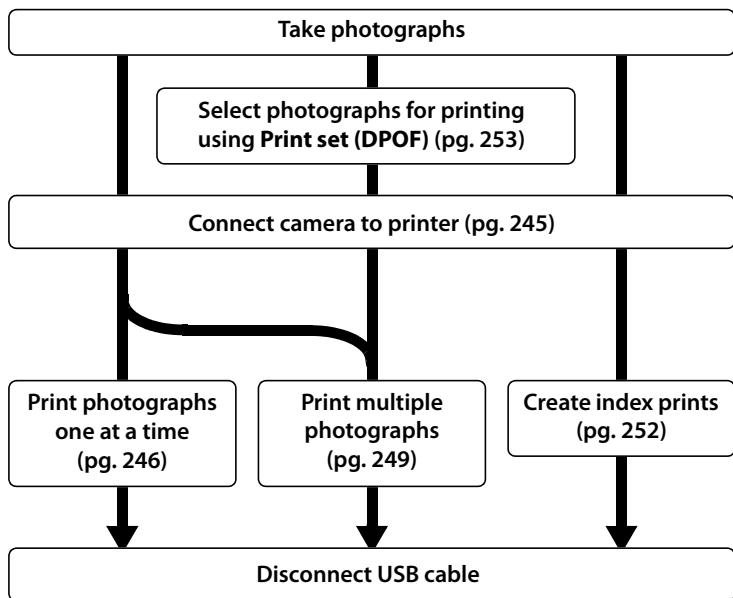 Take photographs
Select photographs for printing
using Print set (DPOF) (pg. 253)
Connect camera to printer (pg. 245)
Print photographs
one at a time
(pg. 246)
Print multiple
photographs
(pg. 249)
Create index prints
(pg. 252)
Disconnect USB cable